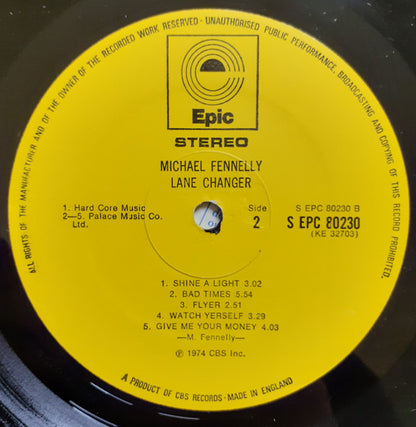 ALL RIGHTS OF THE MANUFACTURER AND OF THE OWNER OF THE RECORDED WORK RESERVED · UNAUTHORISED PUBLIC PERFORMANCE, BROADCASTING AND COPYING OF THIS RECORD PROHIBITED.
Epic
STEREO
MICHAEL FENNELLY
LANE CHANGER
1. Hard Core Music
2—5. Palace Music Co.
Ltd.
Side
2
S EPC 80230 B
S EPC 80230
(KE 32703)
1. SHINE A LIGHT 3.02
2. BAD TIMES 5.54
3. FLYER 2.51
4. WATCH YERSELF 3.29
5. GIVE ME YOUR MONEY 4.03
—M. Fennelly—
℗ 1974 CBS Inc.
A PRODUCT OF CBS RECORDS · MADE IN ENGLAND